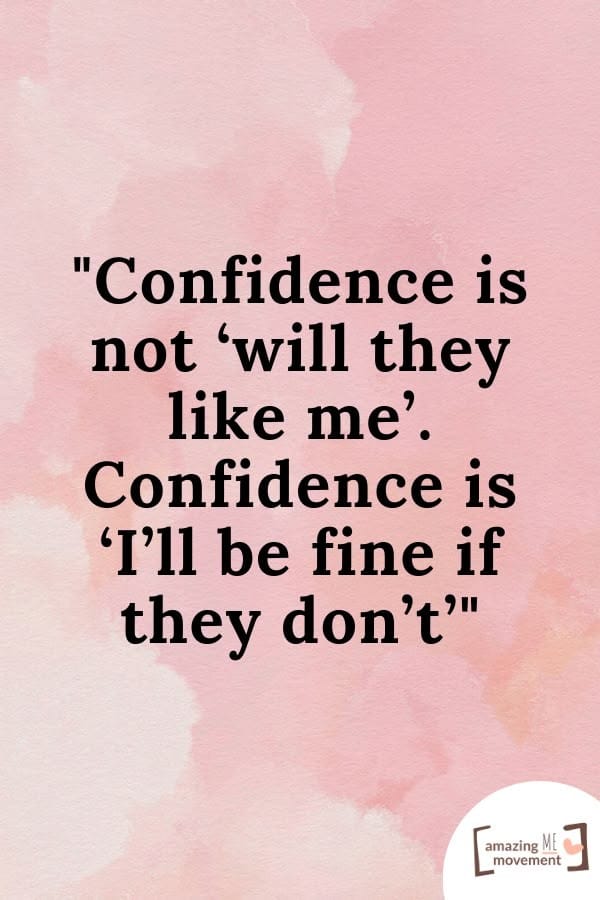 "Confidence is
not ‘will they
like me’.
Confidence is
‘I’ll be fine if
they don’t’"
amazing ME
movement